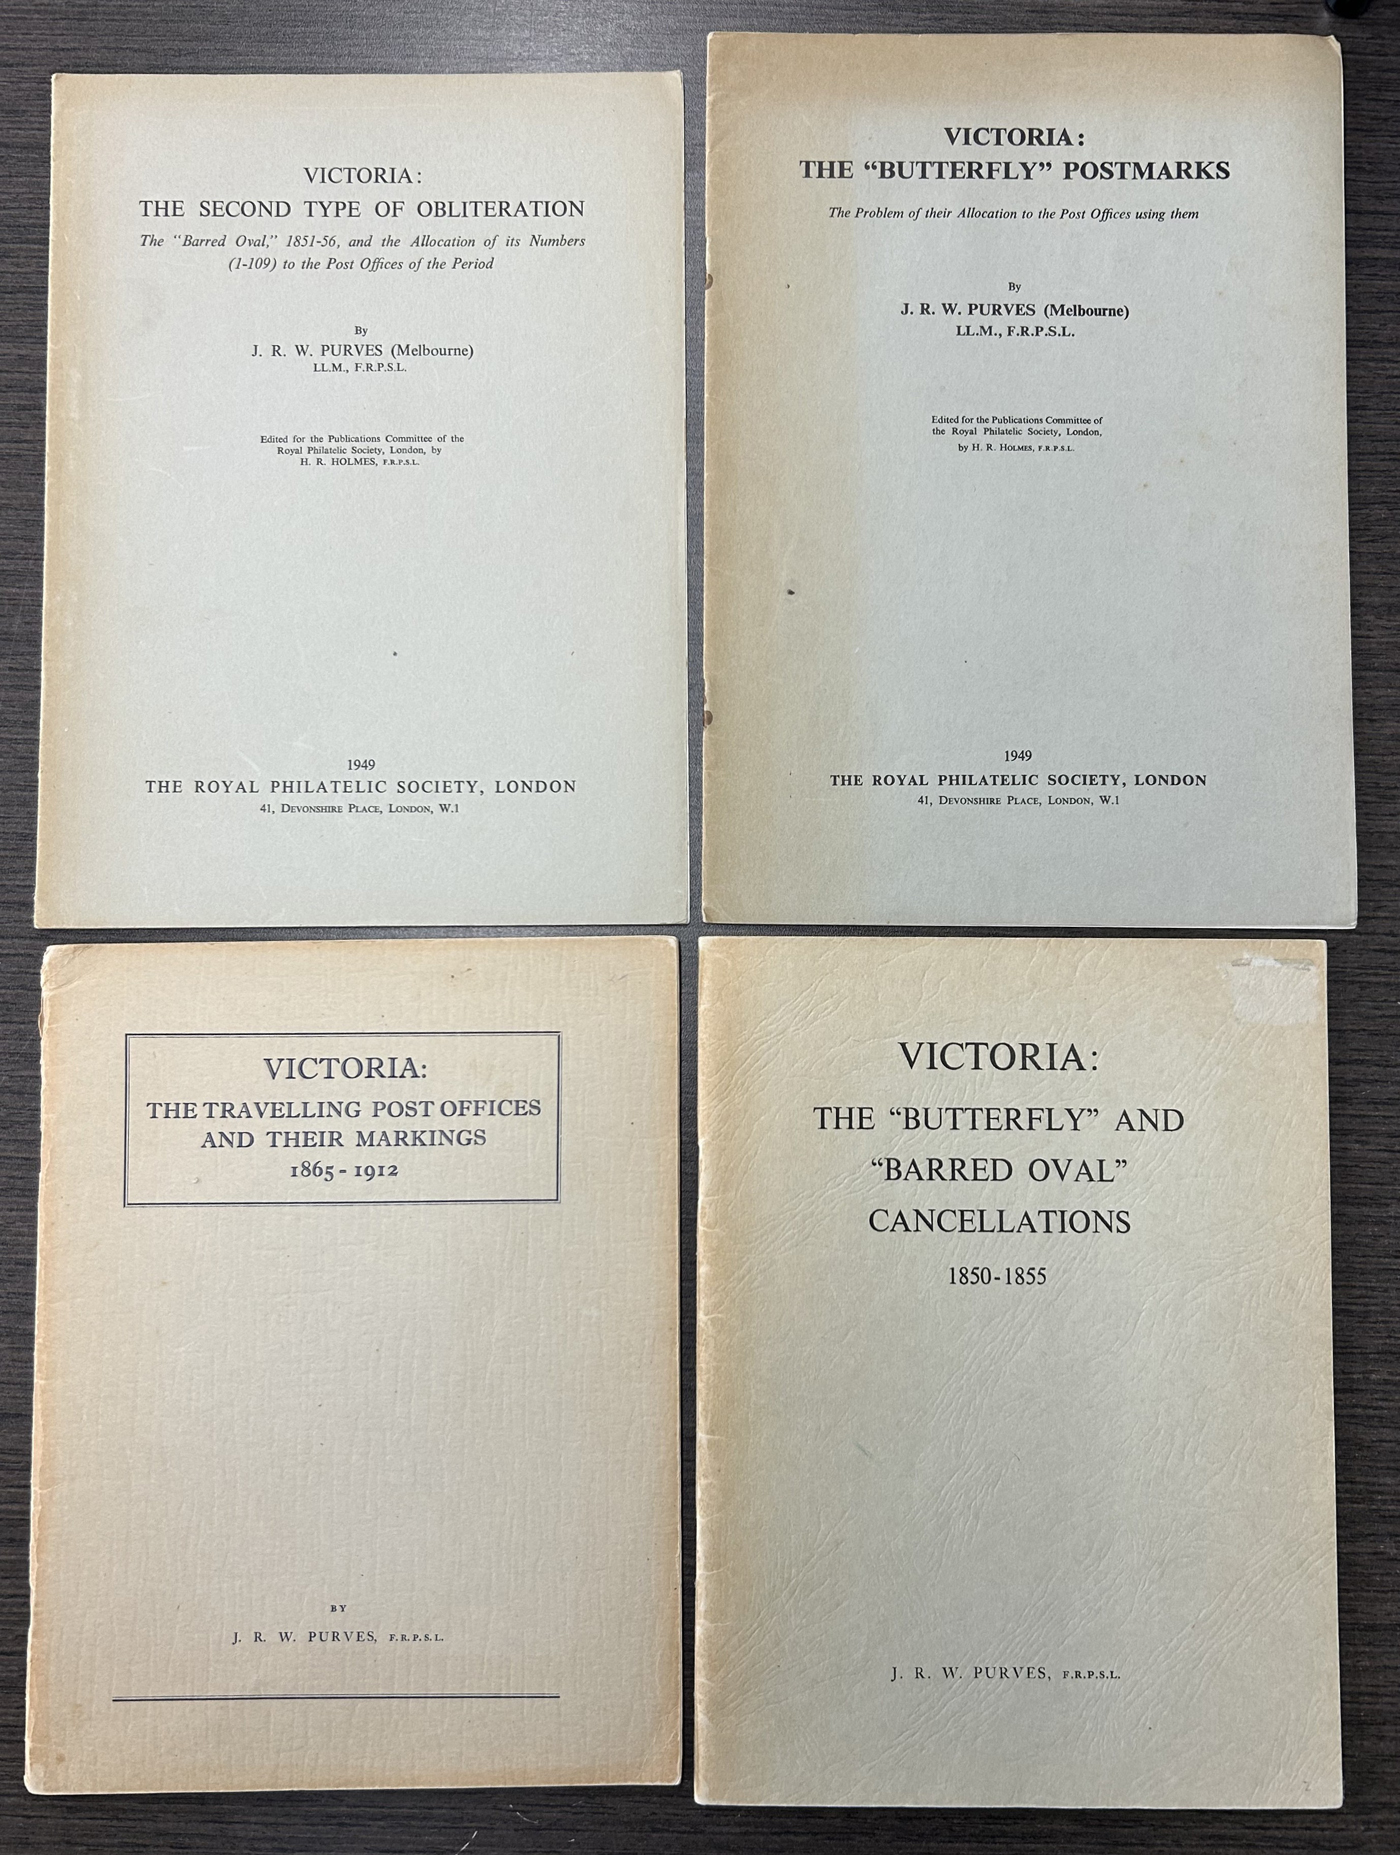 VICTORIA:
THE SECOND TYPE OF OBLITERATION
The "Barred Oval," 1851-56, and the Allocation of its Numbers
(1-109) to the Post Offices of the Period
By
J. R. W. PURVES (Melbourne)
LL.M., F.R.P.S.L.
Edited for the Publications Committee of the
Royal Philatelic Society, London, by
H. R. HOLMES, F.R.P.S.L.
1949
THE ROYAL PHILATELIC SOCIETY, LONDON
41, DEVONSHIRE PLACE, LONDON, W.1
VICTORIA:
THE “BUTTERFLY” POSTMARKS
The Problem of their Allocation to the Post Offices using them
By
J. R. W. PURVES (Melbourne)
LL.M., F.R.P.S.L.
Edited for the Publications Committee of
the Royal Philatelic Society, London,
by H. R. HOLMES, F.R.P.S.L.
1949
THE ROYAL PHILATELIC SOCIETY, LONDON
41, DEVONSHIRE PLACE, LONDON, W.1
VICTORIA:
THE TRAVELLING POST OFFICES
AND THEIR MARKINGS
1865 - 1912
BY
J. R. W. PURVES, F.R.P.S.L.
VICTORIA:
THE “BUTTERFLY” AND
“BARRED OVAL”
CANCELLATIONS
1850-1855
J. R. W. PURVES, F.R.P.S.L.